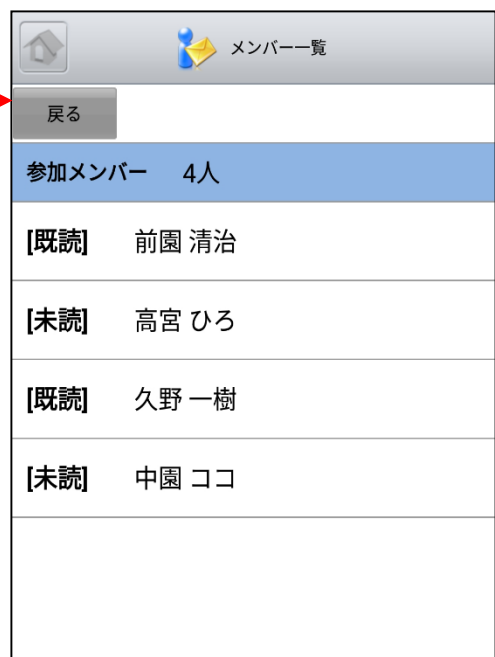 メンバー一覧
戻る
参加メンバー 4人
[既読] 前園 清治
[未読] 高宮 ひろ
[既読] 久野 一樹
[未読] 中園 ココ